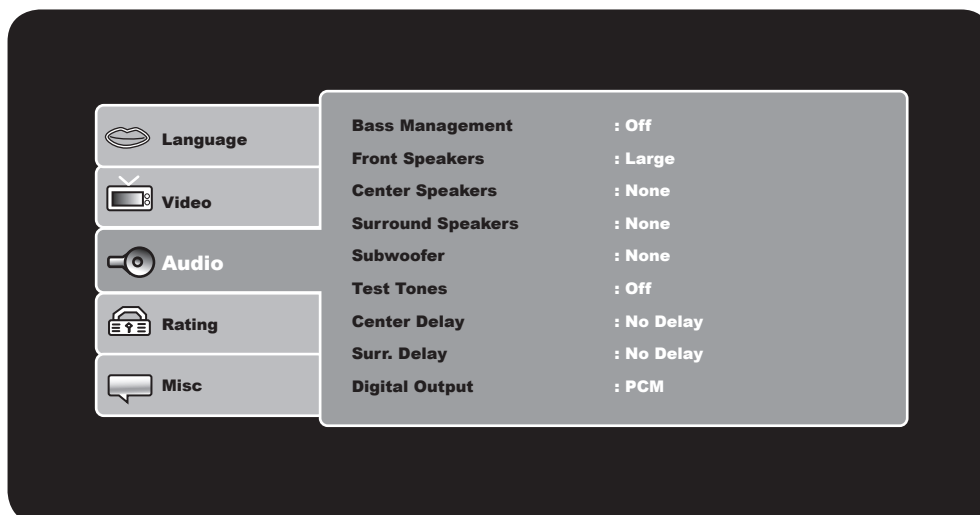 Language
Video
Audio
Rating
Misc
Bass Management : Off
Front Speakers : Large
Center Speakers : None
Surround Speakers : None
Subwoofer : None
Test Tones : Off
Center Delay : No Delay
Surr. Delay : No Delay
Digital Output : PCM